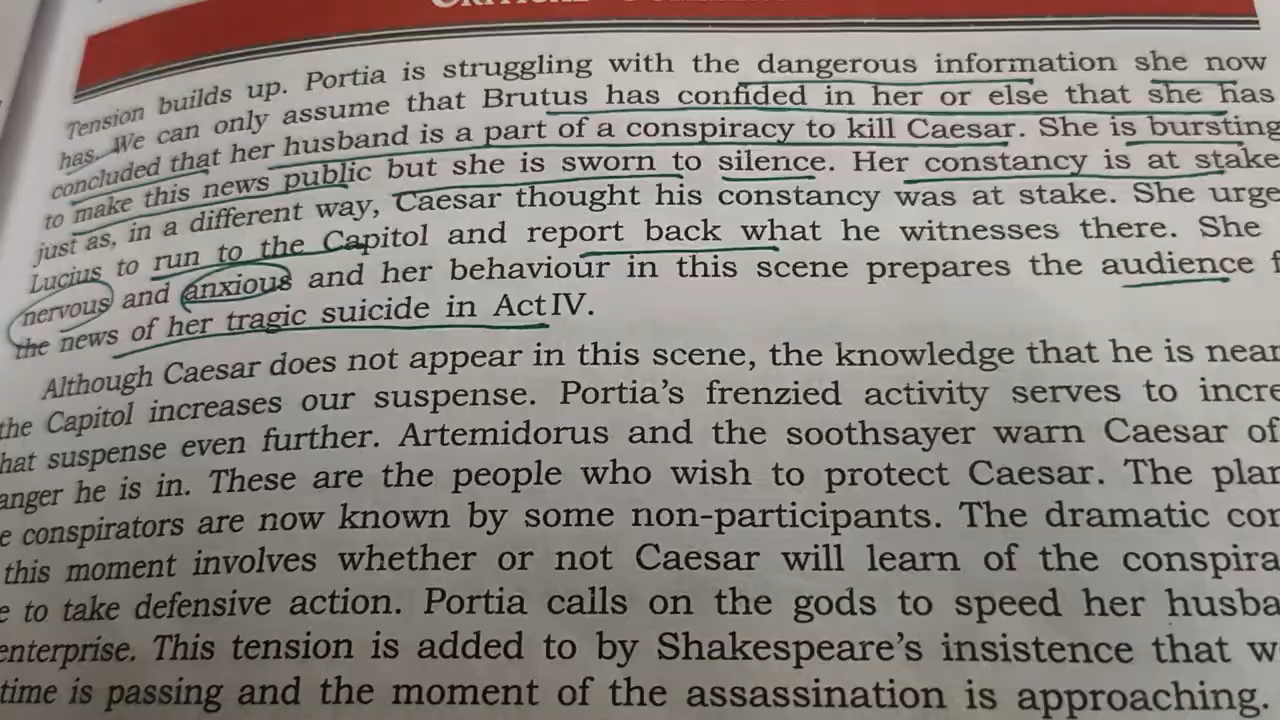 Tension builds up. Portia is struggling with the dangerous information she now
has. We can only assume that Brutus has confided in her or else that she has
concluded that her husband is a part of a conspiracy to kill Caesar. She is bursting
to make this news public but she is sworn to silence. Her constancy is at stake
just as, in a different way, Caesar thought his constancy was at stake. She urge
Lucius to run to the Capitol and report back what he witnesses there. She
nervous and anxious and her behaviour in this scene prepares the audience f
the news of her tragic suicide in Act IV.
Although Caesar does not appear in this scene, the knowledge that he is near
the Capitol increases our suspense. Portia's frenzied activity serves to incre
hat suspense even further. Artemidorus and the soothsayer warn Caesar of
anger he is in. These are the people who wish to protect Caesar. The plan
e conspirators are now known by some non-participants. The dramatic con
this moment involves whether or not Caesar will learn of the conspira
e to take defensive action. Portia calls on the gods to speed her husba
enterprise. This tension is added to by Shakespeare's insistence that w
time is passing and the moment of the assassination is approaching.